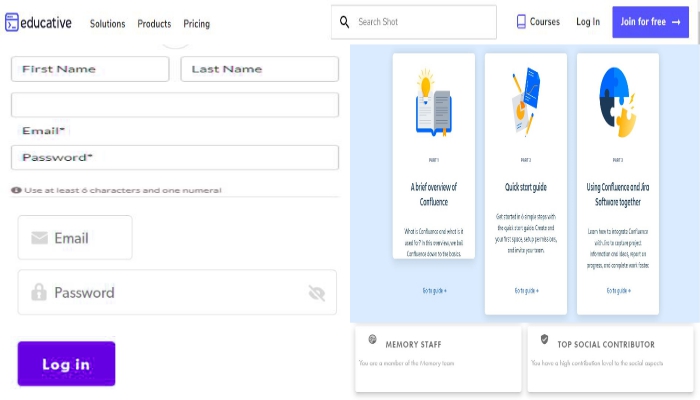 educative
Solutions Products Pricing
Search Shot
Courses
Log In
Join for free →
First Name
Last Name
Email*
Password*
Use at least 6 characters and one numeral
Email
Password
Log in
PART 1
A brief overview of
Confluence
What is Confluence and what is it
used for? In this overview, we boil
Confluence down to the basics.
Go to guide →
PART 2
Quick start guide
Get started in 6 simple steps with
the quick start guide. Create and
your first space, set up permissions,
and invite your team.
Go to guide →
PART 3
Using Confluence and Jira
Software together
Learn how to integrate Confluence
with Jira to capture project
information and ideas, report on
progress, and complete work faster.
Go to guide →
MEMORY STAFF
You are a member of the Memory team
TOP SOCIAL CONTRIBUTOR
You have a high contribution level to the social aspects